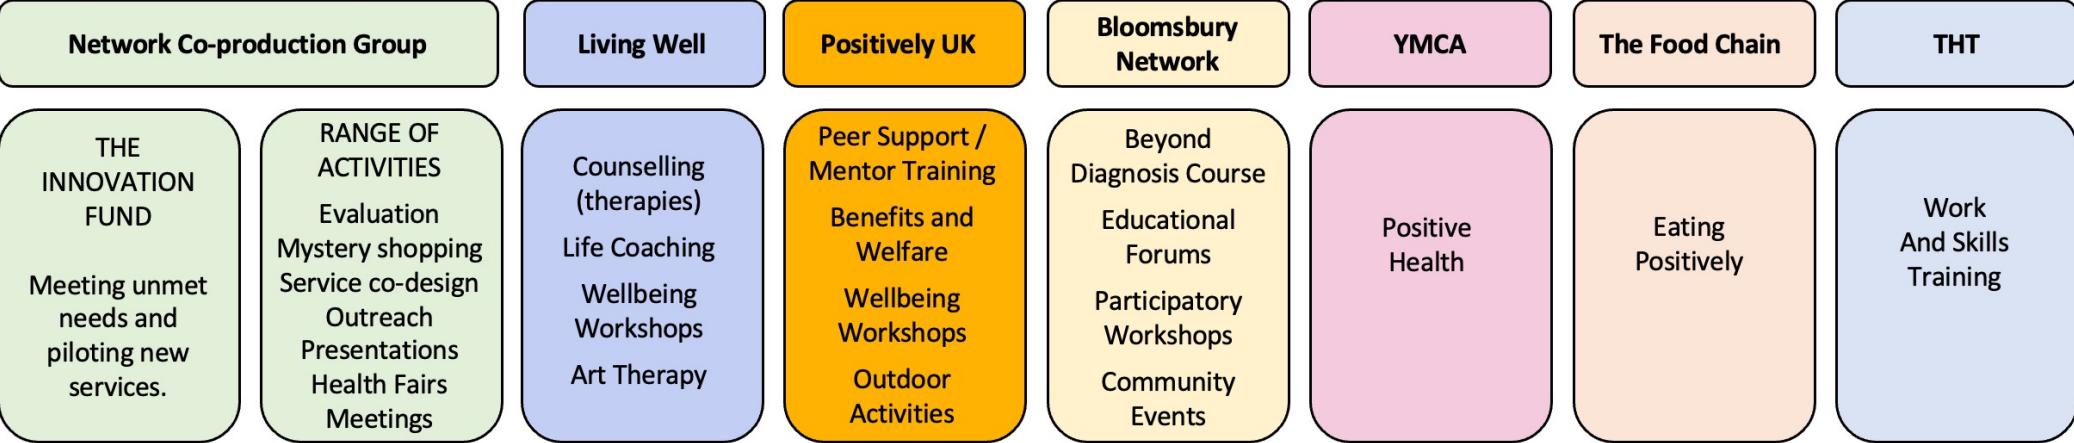 Network Co-production Group
Living Well
Positively UK
Bloomsbury
Network
YMCA
The Food Chain
THT
THE
INNOVATION
FUND
Meeting unmet
needs and
piloting new
services.
RANGE OF
ACTIVITIES
Evaluation
Mystery shopping
Service co-design
Outreach
Presentations
Health Fairs
Meetings
Counselling
(therapies)
Life Coaching
Wellbeing
Workshops
Art Therapy
Peer Support /
Mentor Training
Benefits and
Welfare
Wellbeing
Workshops
Outdoor
Activities
Beyond
Diagnosis Course
Educational
Forums
Participatory
Workshops
Community
Events
Positive
Health
Eating
Positively
Work
And Skills
Training